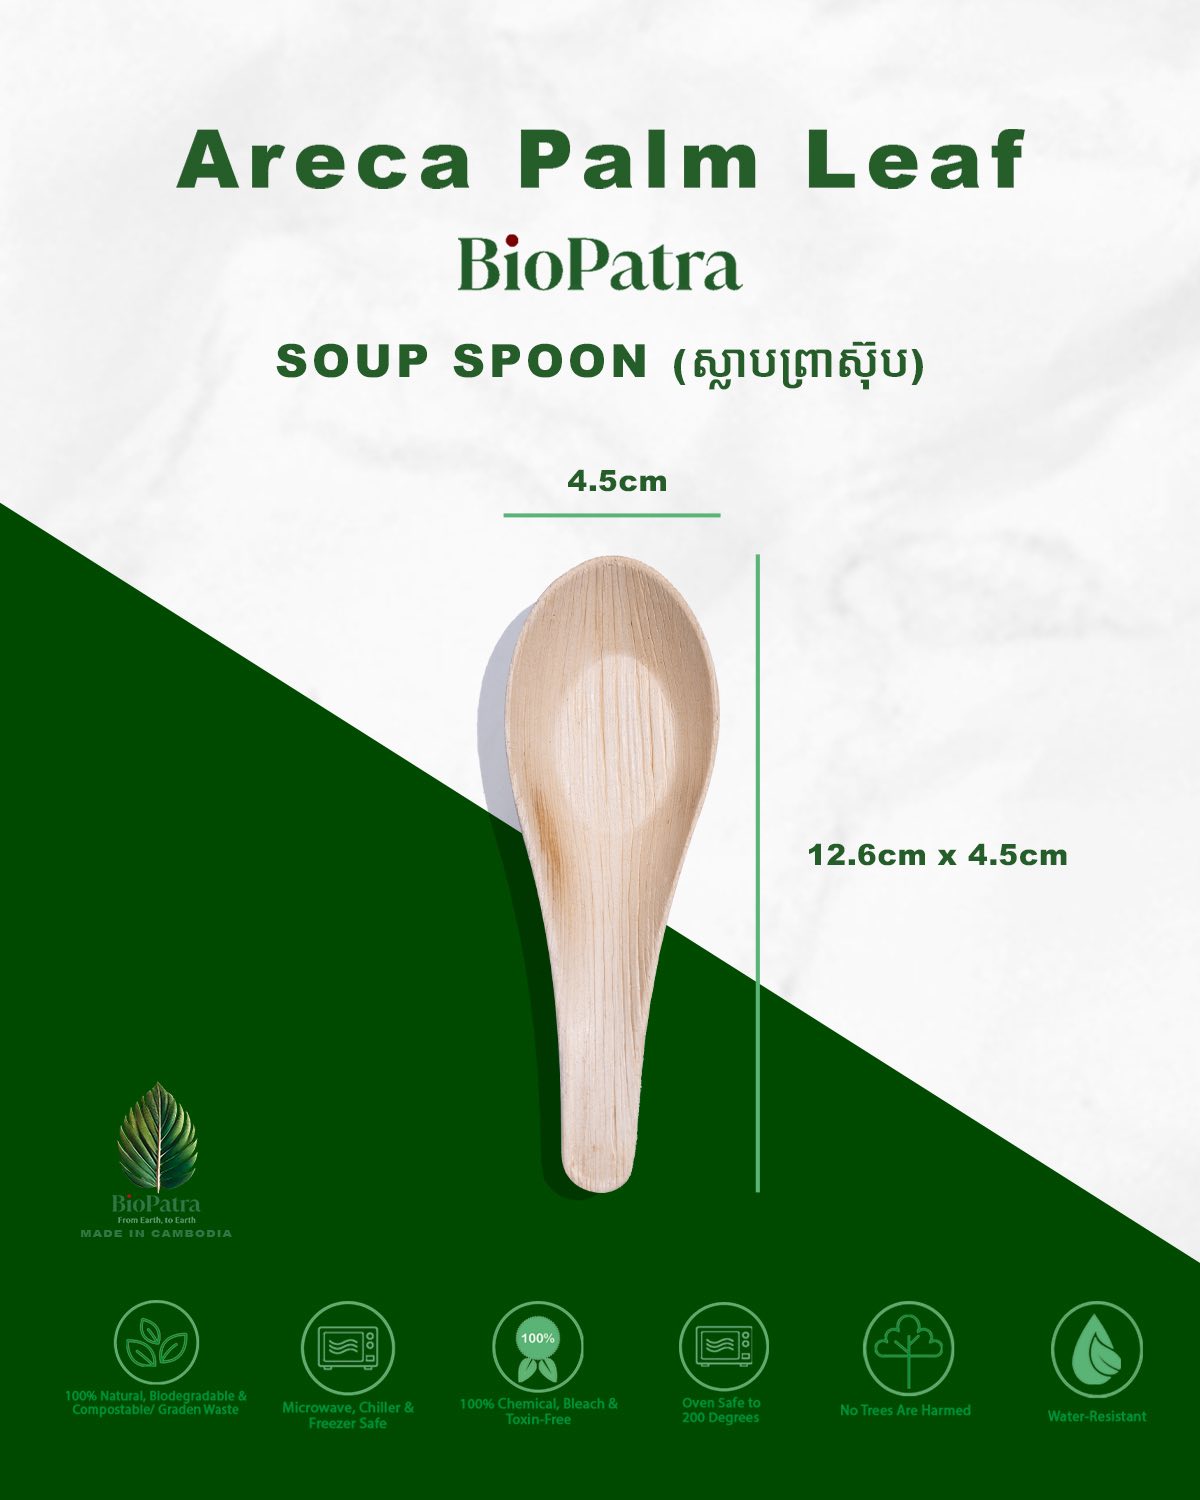 Areca Palm Leaf
BioPatra
SOUP SPOON (ស្លាបព្រាស៊ុប)
4.5cm
12.6cm x 4.5cm
BioPatra
From Earth, to Earth
MADE IN CAMBODIA
100%
100% Natural, Biodegradable &
Compostable/ Graden Waste
Microwave, Chiller &
Freezer Safe
100% Chemical, Bleach &
Toxin-Free
Oven Safe to
200 Degrees
No Trees Are Harmed
Water-Resistant